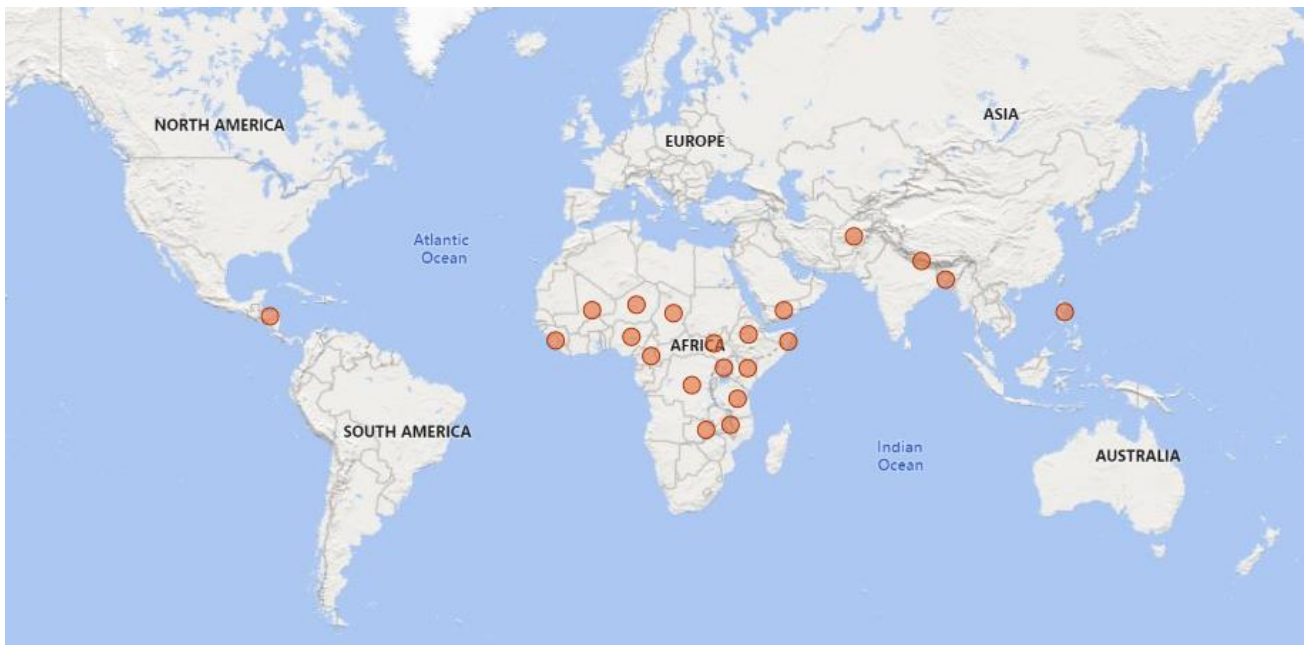 NORTH AMERICA
EUROPE
ASIA
Atlantic
Ocean
AFRICA
SOUTH AMERICA
Indian
Ocean
AUSTRALIA